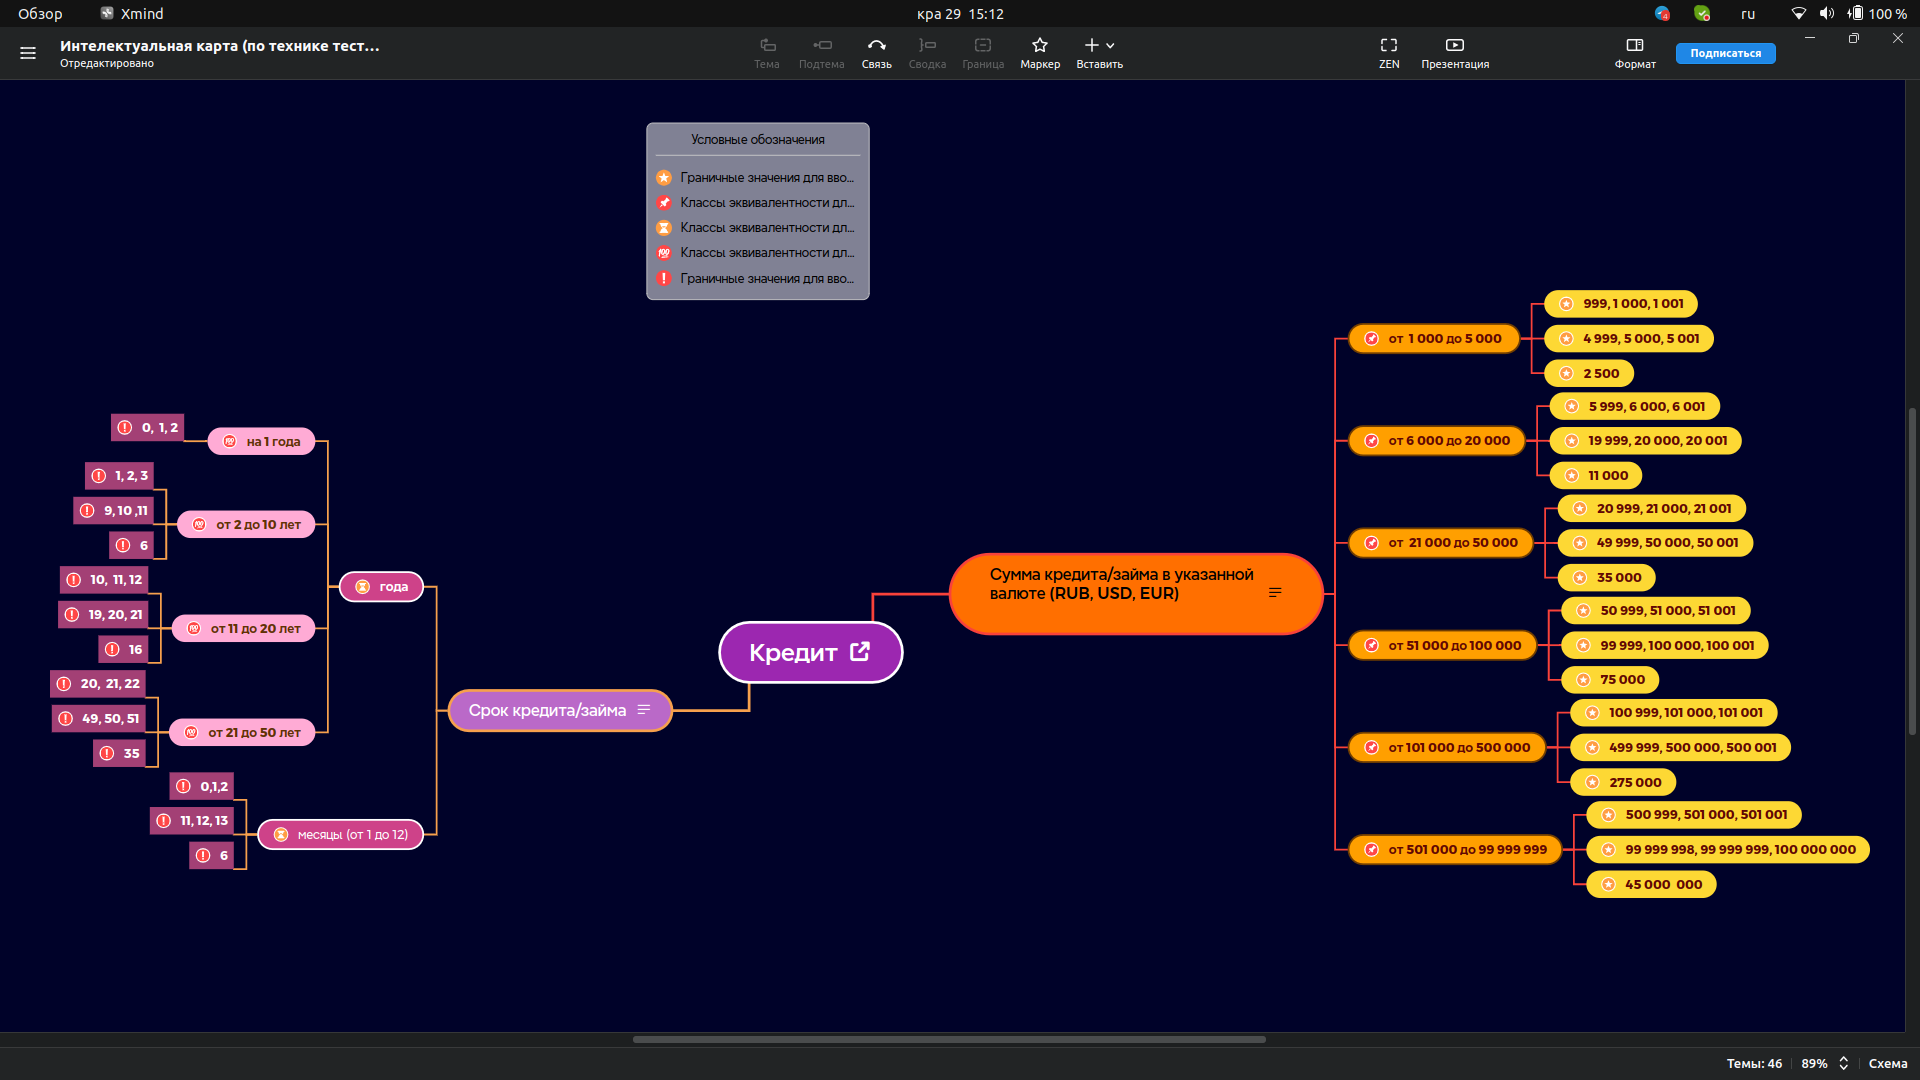 Обзор
Xmind
кра 29 15:12
4
ru
100 %
Интелектуальная карта (по технике тест...
Отредактировано
Тема
Подтема
Связь
Сводка
Граница
Маркер
Вставить
ZEN
Презентация
Формат
Подписаться
Условные обозначения
Граничные значения для вво...
Классы эквивалентности дл...
Классы эквивалентности дл...
Классы эквивалентности дл...
Граничные значения для вво...
0, 1, 2
на 1 года
1, 2, 3
9, 10 ,11
от 2 до 10 лет
6
10, 11, 12
19, 20, 21
от 11 до 20 лет
16
20, 21, 22
49, 50, 51
от 21 до 50 лет
35
года
0,1,2
11, 12, 13
месяцы (от 1 до 12)
6
Срок кредита/займа
Кредит
Сумма кредита/займа в указанной
валюте (RUB, USD, EUR)
от 1 000 до 5 000
999, 1 000, 1 001
4 999, 5 000, 5 001
2 500
от 6 000 до 20 000
5 999, 6 000, 6 001
19 999, 20 000, 20 001
11 000
от 21 000 до 50 000
20 999, 21 000, 21 001
49 999, 50 000, 50 001
35 000
от 51 000 до 100 000
50 999, 51 000, 51 001
99 999, 100 000, 100 001
75 000
от 101 000 до 500 000
100 999, 101 000, 101 001
499 999, 500 000, 500 001
275 000
от 501 000 до 99 999 999
500 999, 501 000, 501 001
99 999 998, 99 999 999, 100 000 000
45 000 000
Темы: 46
89%
Схема